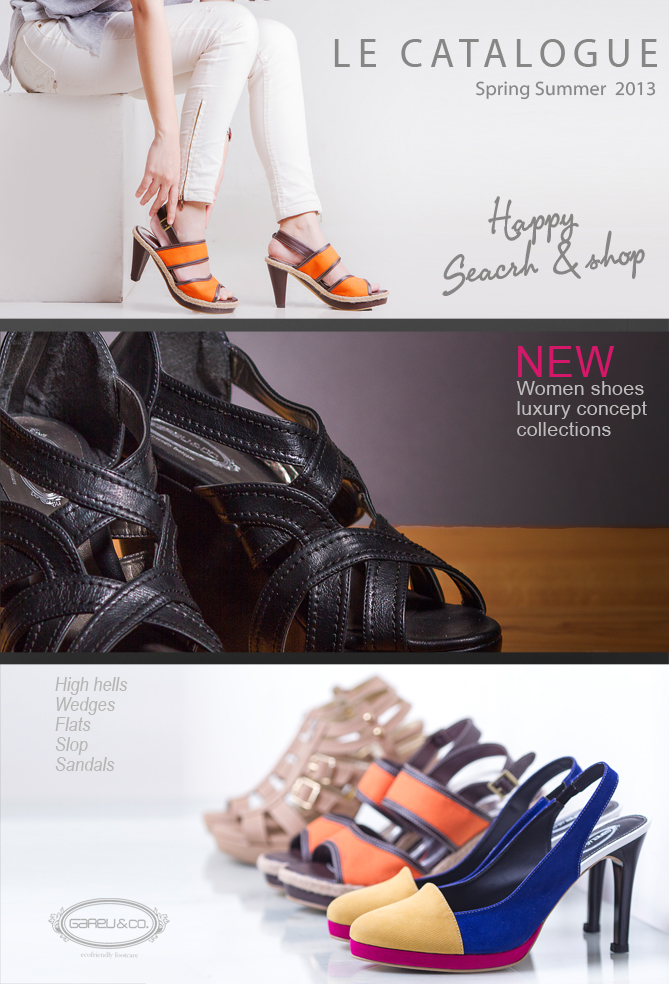 LE CATALOGUE
Spring Summer 2013
Happy
Seacrh & shop
NEW
Women shoes
luxury concept
collections
High hells
Wedges
Flats
Slop
Sandals
GAREU & CO.
ecofriendly footcare